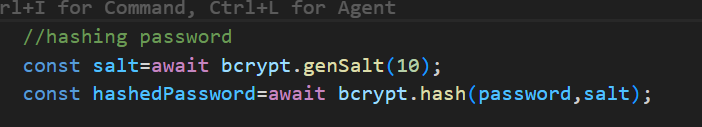 rl+I for Command, Ctrl+L for Agent
//hashing password
const salt=await bcrypt.genSalt(10);
const hashedPassword=await bcrypt.hash(password,salt);